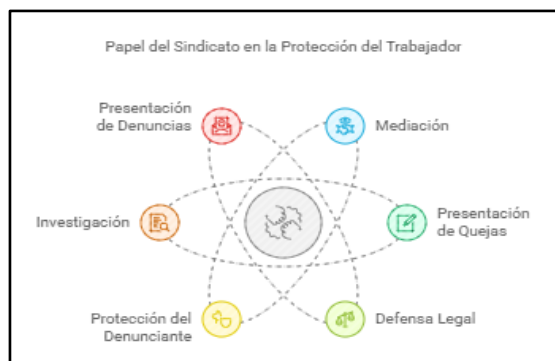 Papel del Sindicato en la Protección del Trabajador
Presentación
de Denuncias
Mediación
Investigación
Presentación
de Quejas
Protección del
Denunciante
Defensa Legal